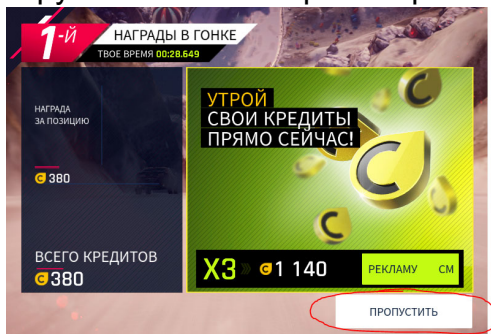 1-Й
НАГРАДЫ В ГОНКЕ
ТВОЕ ВРЕМЯ 00:28.649
НАГРАДА
ЗА ПОЗИЦИЮ
C 380
ВСЕГО КРЕДИТОВ
C 380
УТРОЙ
СВОИ КРЕДИТЫ
ПРЯМО СЕЙЧАС!
X3 C 1 140
РЕКЛАМУ СМ
ПРОПУСТИТЬ